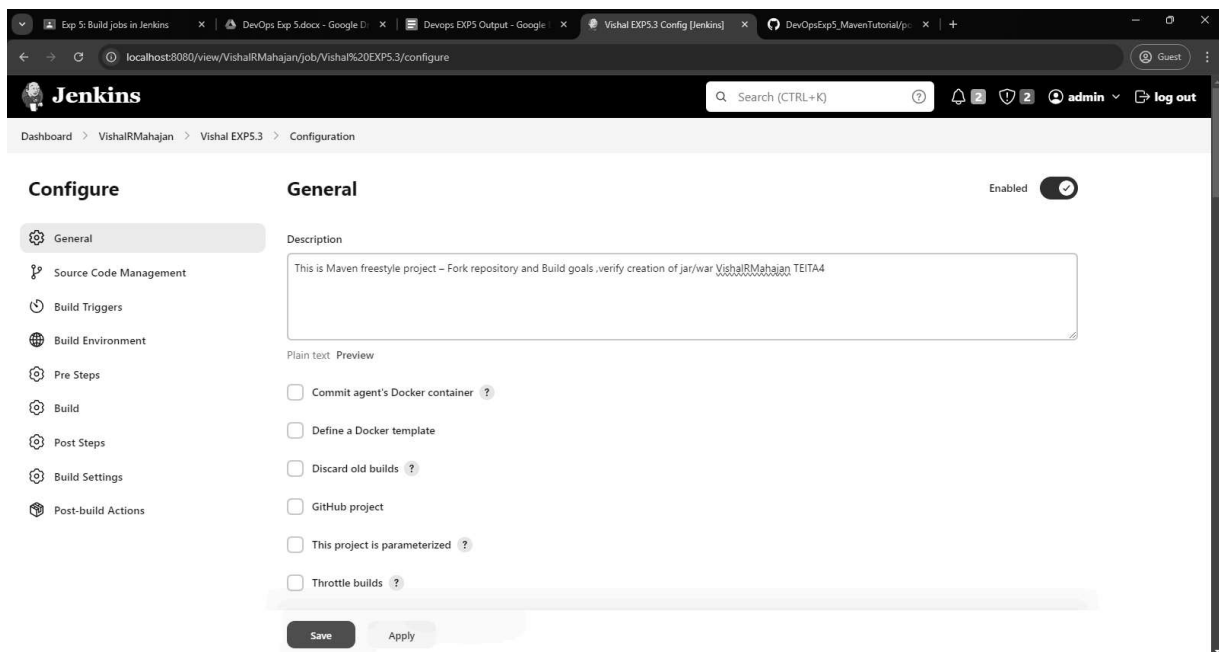 Exp 5: Build jobs in Jenkins
DevOps Exp 5.docx - Google D
Devops EXP5 Output - Google
Vishal EXP5.3 Config [Jenkins]
DevOpsExp5_MavenTutorial/po
localhost:8080/view/VishalRMahajan/job/Vishal%20EXP5.3/configure
Guest
Jenkins
Search (CTRL+K)
?
2
2
admin
log out
Dashboard > VishalRMahajan > Vishal EXP5.3 > Configuration
Configure
General
Source Code Management
Build Triggers
Build Environment
Pre Steps
Build
Post Steps
Build Settings
Post-build Actions
General
Enabled
Description
This is Maven freestyle project – Fork repository and Build goals ,verify creation of jar/war VishalRMahajan TEITA4
Plain text Preview
Commit agent's Docker container ?
Define a Docker template
Discard old builds ?
GitHub project
This project is parameterized ?
Throttle builds ?
Save
Apply